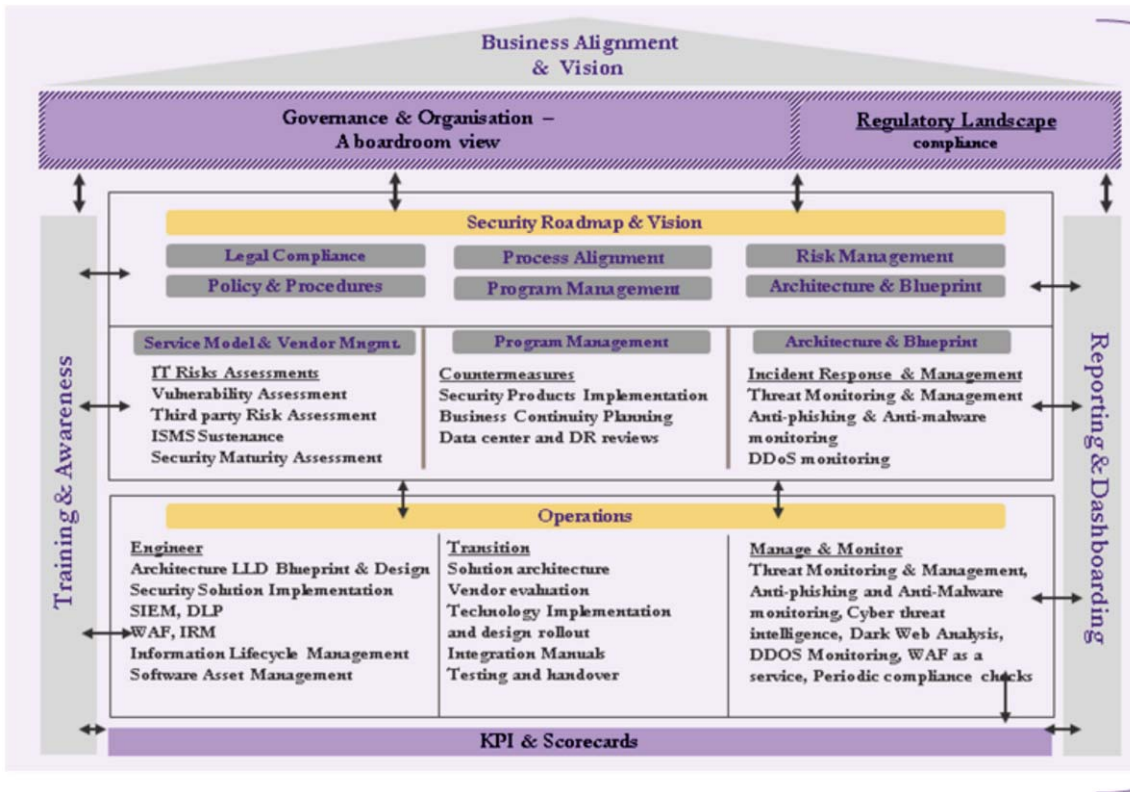 Business Alignment
& Vision
Governance & Organisation –
A boardroom view
Regulatory Landscape
compliance
Training & Awareness
Security Roadmap & Vision
Legal Compliance
Process Alignment
Risk Management
Policy & Procedures
Program Management
Architecture & Blueprint
Service Model & Vendor Mngmt.
IT Risks Assessments
Vulnerability Assessment
Third party Risk Assessment
ISMS Sustenance
Security Maturity Assessment
Program Management
Countermeasures
Security Products Implementation
Business Continuity Planning
Data center and DR reviews
Architecture & Blueprint
Incident Response & Management
Threat Monitoring & Management
Anti-phishing & Anti-malware
monitoring
DDoS monitoring
Operations
Engineer
Architecture LLD Blueprint & Design
Security Solution Implementation
SIEM, DLP
WAF, IRM
Information Lifecycle Management
Software Asset Management
Transition
Solution architecture
Vendor evaluation
Technology Implementation
and design rollout
Integration Manuals
Testing and handover
Manage & Monitor
Threat Monitoring & Management,
Anti-phishing and Anti-Malware
monitoring, Cyber threat
intelligence, Dark Web Analysis,
DDOS Monitoring, WAF as a
service, Periodic compliance checks
Reporting & Dashboarding
KPI & Scorecards